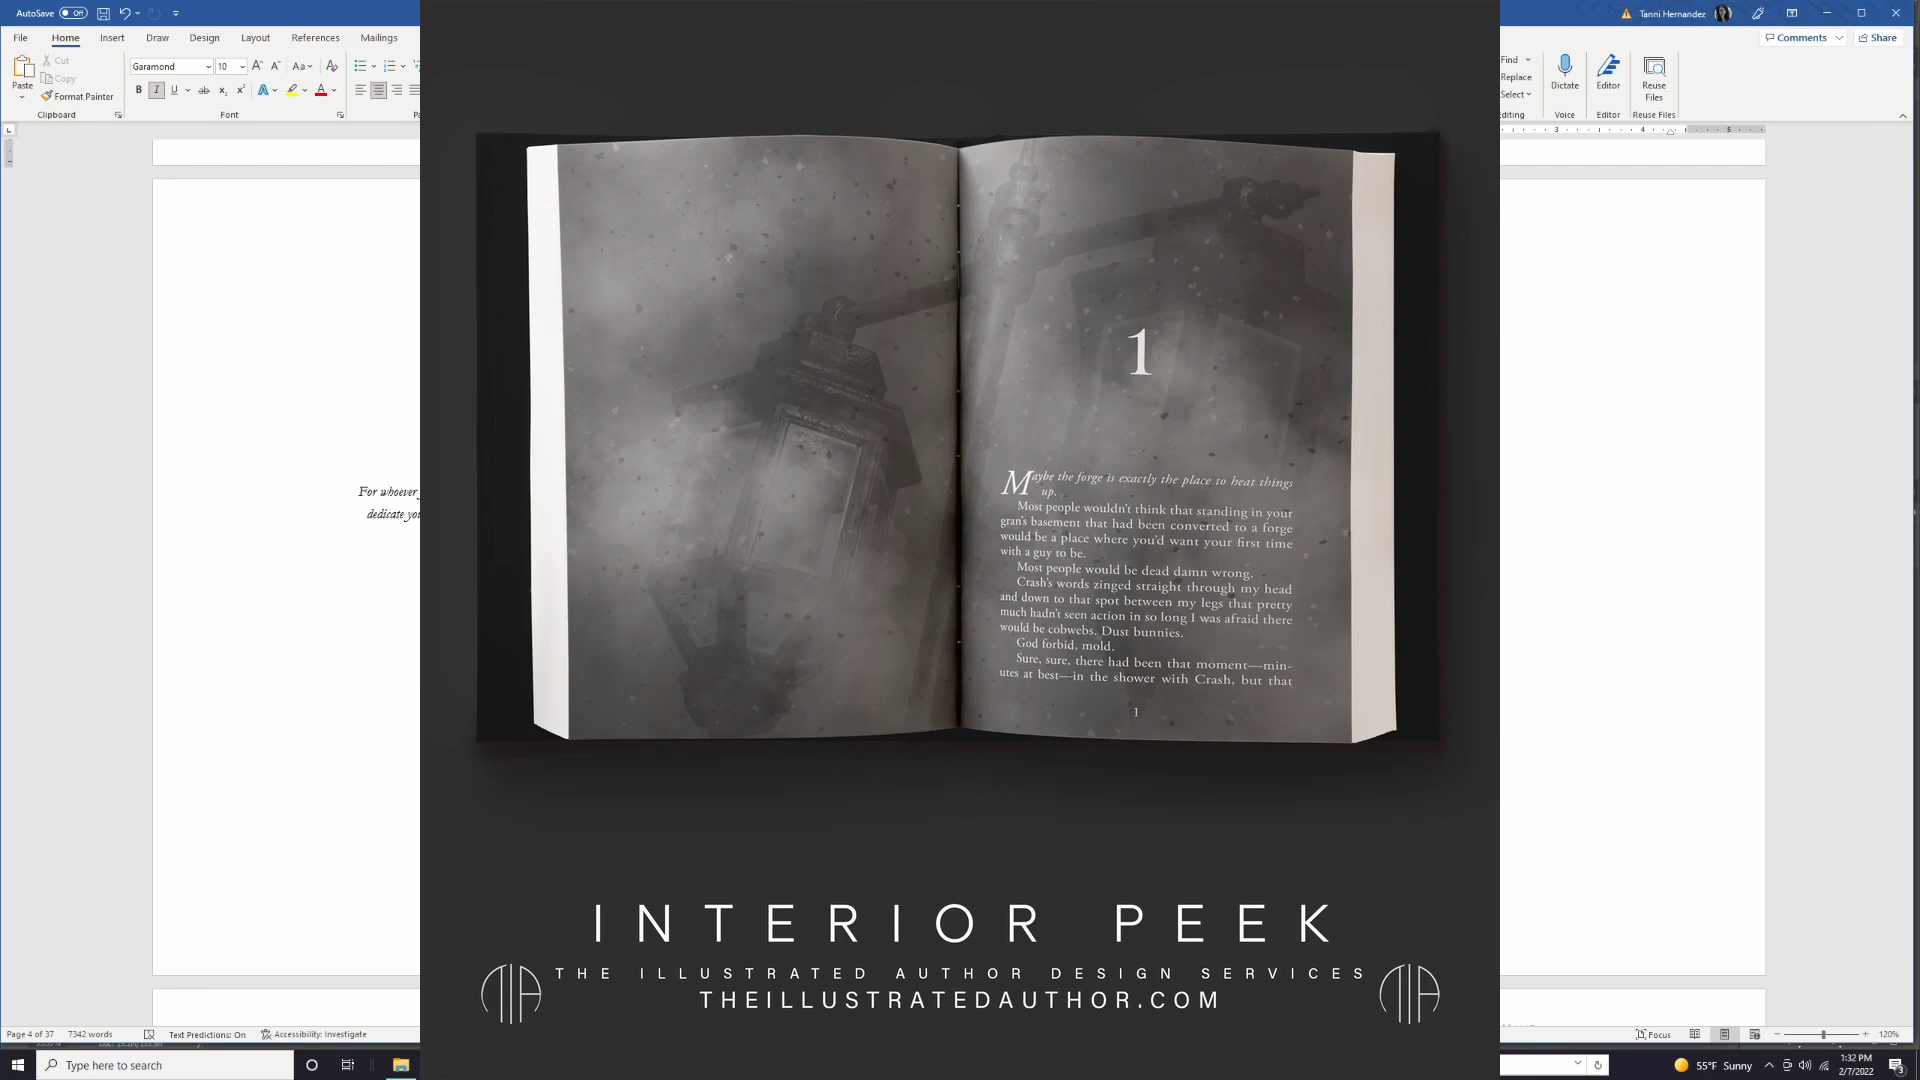 AutoSave Off
Tanni Hernandez
File Home Insert Draw Design Layout References Mailings
Comments Share
Paste
Cut
Copy
Format Painter
Clipboard
Garamond 10
Aa
B I U ab x₂ x²
Font
Find
Replace
Select
Dictate
Editor
Reuse
Files
Voice
Editor
Reuse Files
3 4 5
For whoever
dedicate you
1
Maybe the forge is exactly the place to heat things
up.
Most people wouldn't think that standing in your
gran's basement that had been converted to a forge
would be a place where you'd want your first time
with a guy to be.
Most people would be dead damn wrong.
Crash's words zinged straight through my head
and down to that spot between my legs that pretty
much hadn't seen action in so long I was afraid there
would be cobwebs. Dust bunnies.
God forbid, mold.
Sure, sure, there had been that moment—min-
utes at best—in the shower with Crash, but that
1
INTERIOR PEEK
THE ILLUSTRATED AUTHOR DESIGN SERVICES
THEILLUSTRATEDAUTHOR.COM
Page 4 of 37 7342 words Text Predictions: On Accessibility: Investigate
Focus 120%
Type here to search
55°F Sunny
1:32 PM
2/7/2022
3